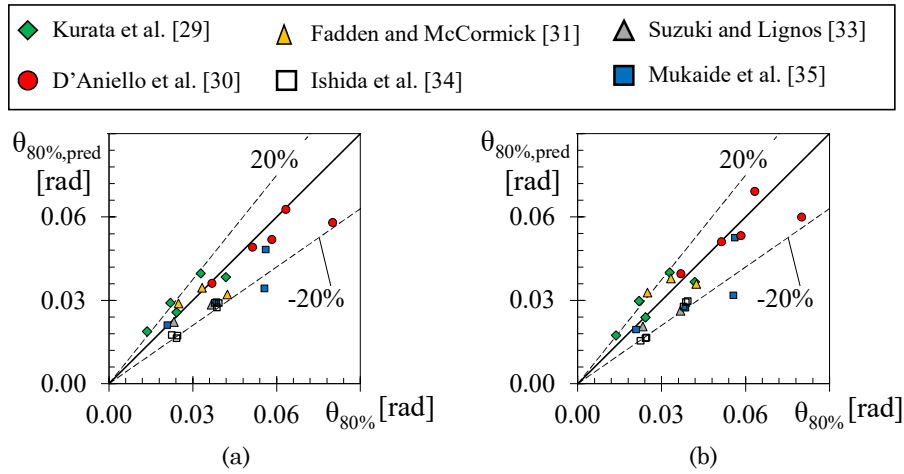 Kurata et al. [29] Fadden and McCormick [31] Suzuki and Lignos [33]
D'Aniello et al. [30] Ishida et al. [34] Mukaide et al. [35]
θ80%,pred
[rad]
0.06
0.03
0.00
0.00 0.03 0.06 θ80% [rad]
20%
-20%
(a)
θ80%,pred
[rad]
0.06
0.03
0.00
0.00 0.03 0.06 θ80% [rad]
20%
-20%
(b)